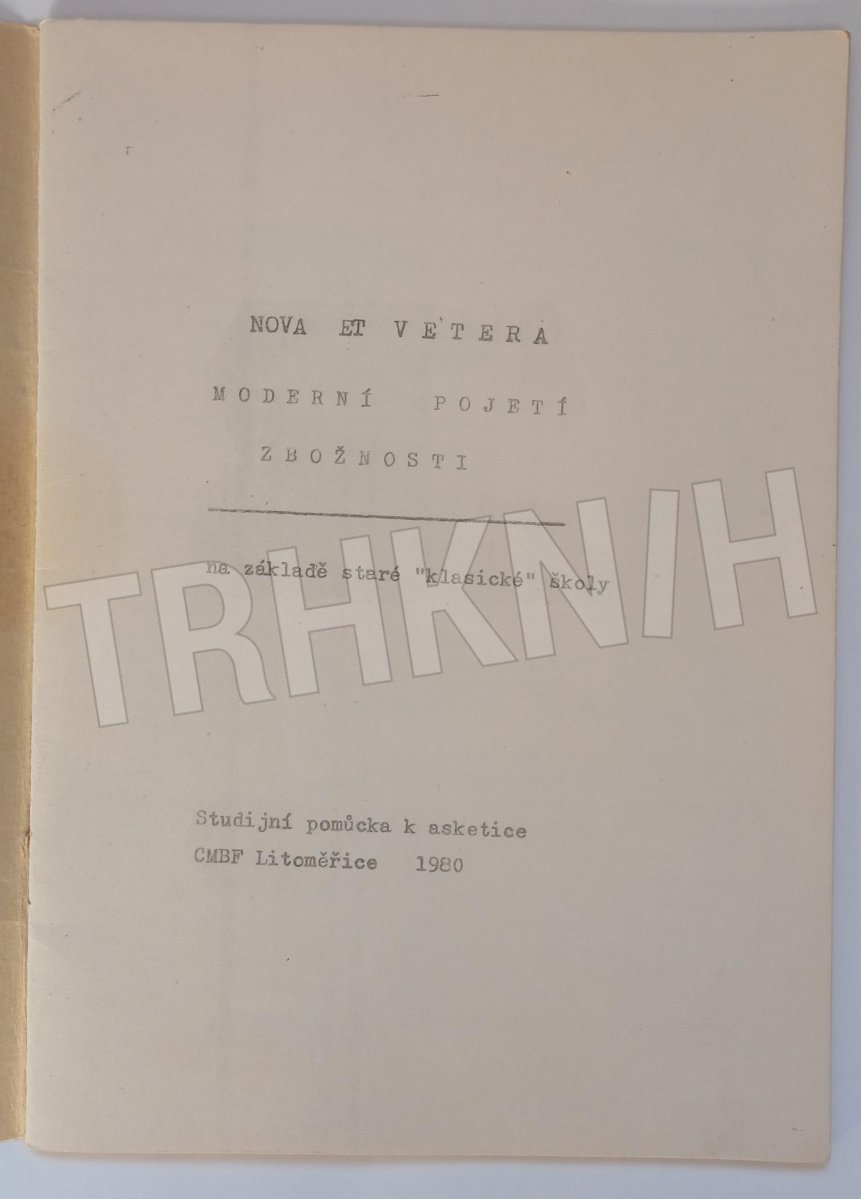 NOVA ET VETERA
MODERNÍ POJETÍ
ZBOŽNOSTI
na základě staré "klasické" školy
TRHKNIH
Studijní pomůcka k asketice
CMBF Litoměřice 1980